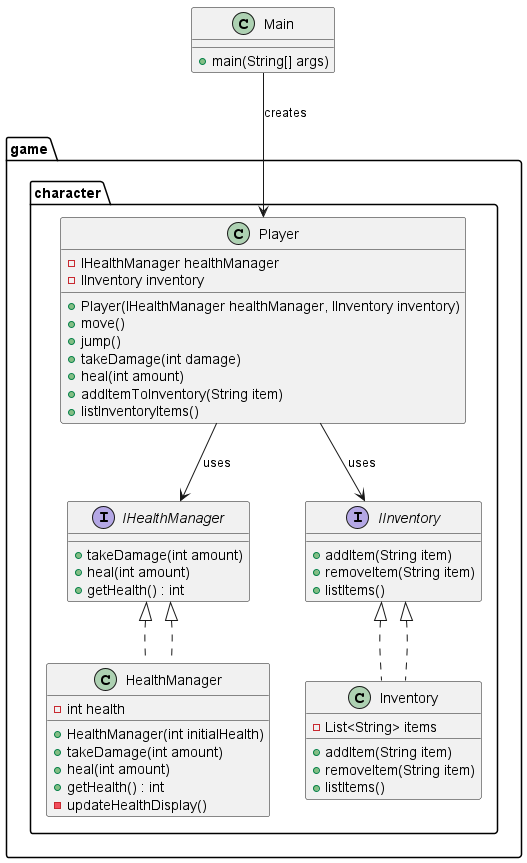 C Main
main(String[] args)
creates
game
character
C Player
IHealthManager healthManager
IInventory inventory
Player(IHealthManager healthManager, IInventory inventory)
move()
jump()
takeDamage(int damage)
heal(int amount)
addItemToInventory(String item)
listInventoryItems()
uses
uses
I IHealthManager
takeDamage(int amount)
heal(int amount)
getHealth() : int
I IInventory
addItem(String item)
removeItem(String item)
listItems()
C HealthManager
int health
HealthManager(int initialHealth)
takeDamage(int amount)
heal(int amount)
getHealth() : int
updateHealthDisplay()
C Inventory
List<String> items
addItem(String item)
removeItem(String item)
listItems()